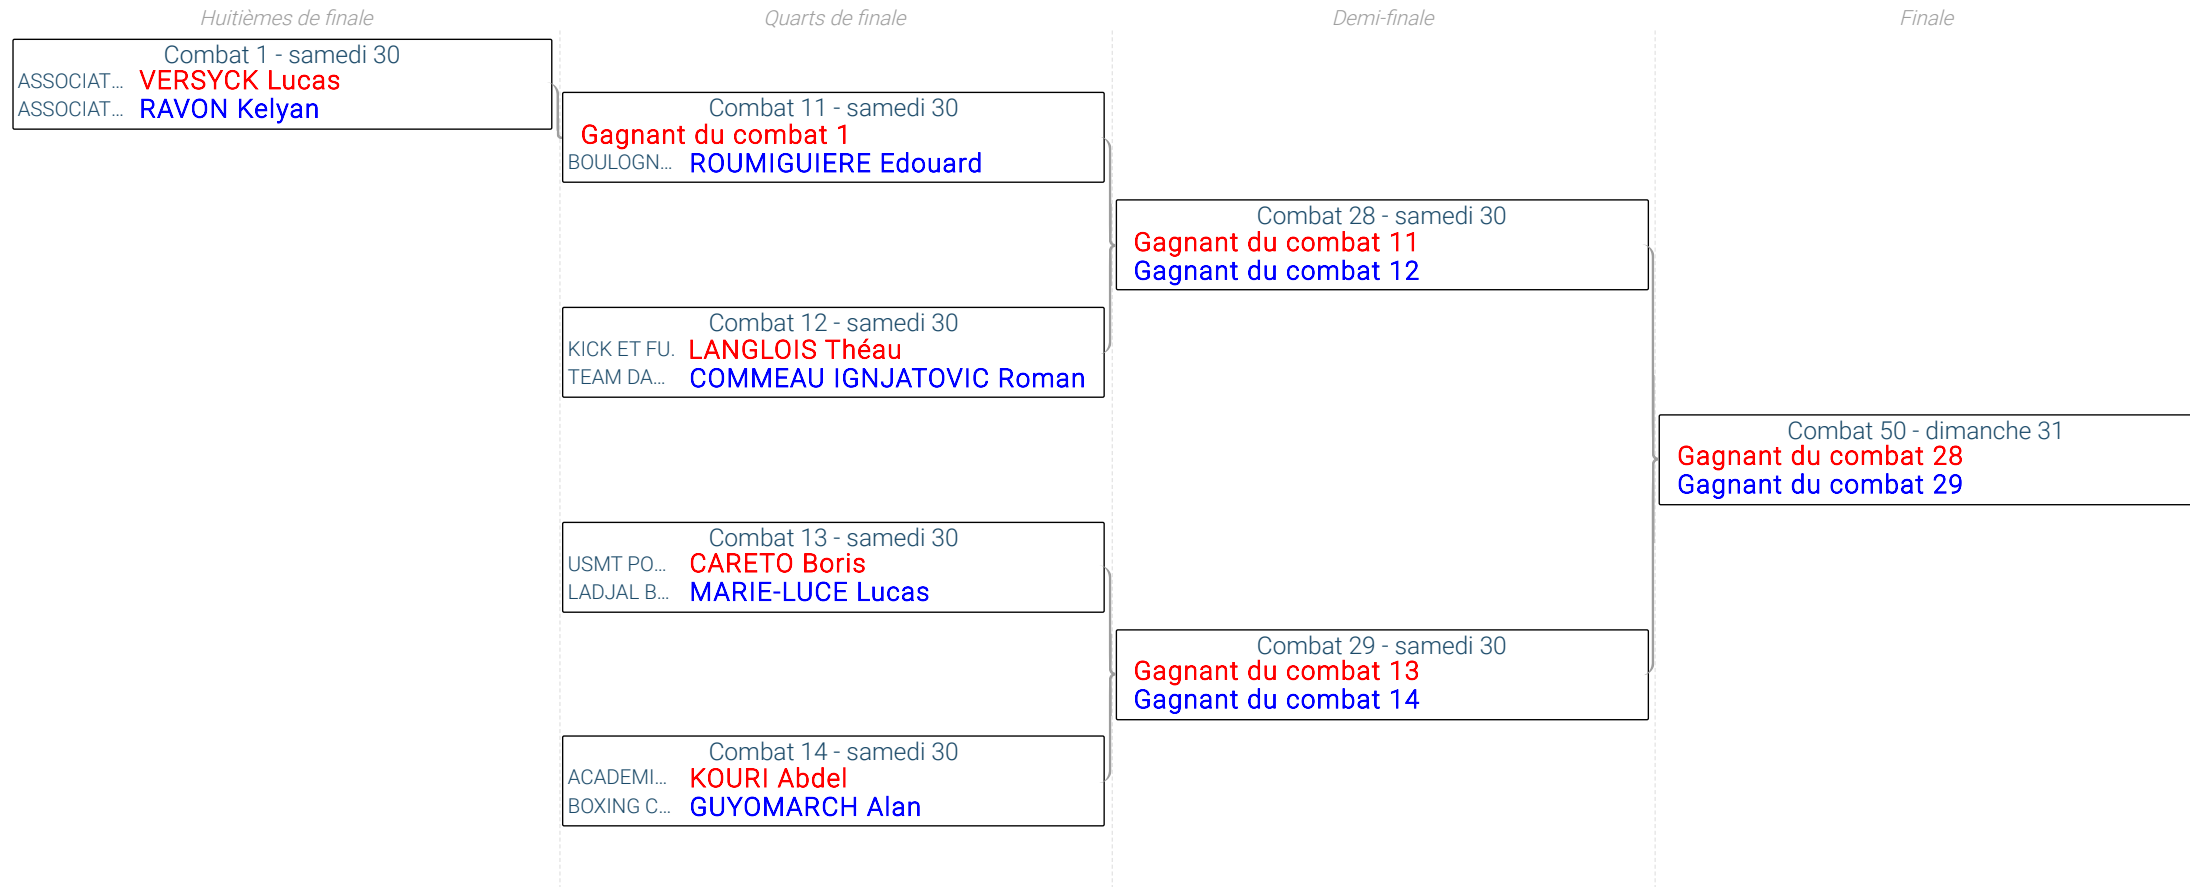 Huitièmes de finale
Quarts de finale
Demi-finale
Finale
Combat 1 - samedi 30
ASSOCIAT... VERSYCK Lucas
ASSOCIAT... RAVON Kelyan
Combat 11 - samedi 30
Gagnant du combat 1
BOULOGN... ROUMIGUIERE Edouard
Combat 12 - samedi 30
KICK ET FU. LANGLOIS Théau
TEAM DA... COMMEAU IGNJATOVIC Roman
Combat 13 - samedi 30
USMT PO... CARETO Boris
LADJAL B... MARIE-LUCE Lucas
Combat 14 - samedi 30
ACADEMI... KOURI Abdel
BOXING C... GUYOMARCH Alan
Combat 28 - samedi 30
Gagnant du combat 11
Gagnant du combat 12
Combat 29 - samedi 30
Gagnant du combat 13
Gagnant du combat 14
Combat 50 - dimanche 31
Gagnant du combat 28
Gagnant du combat 29